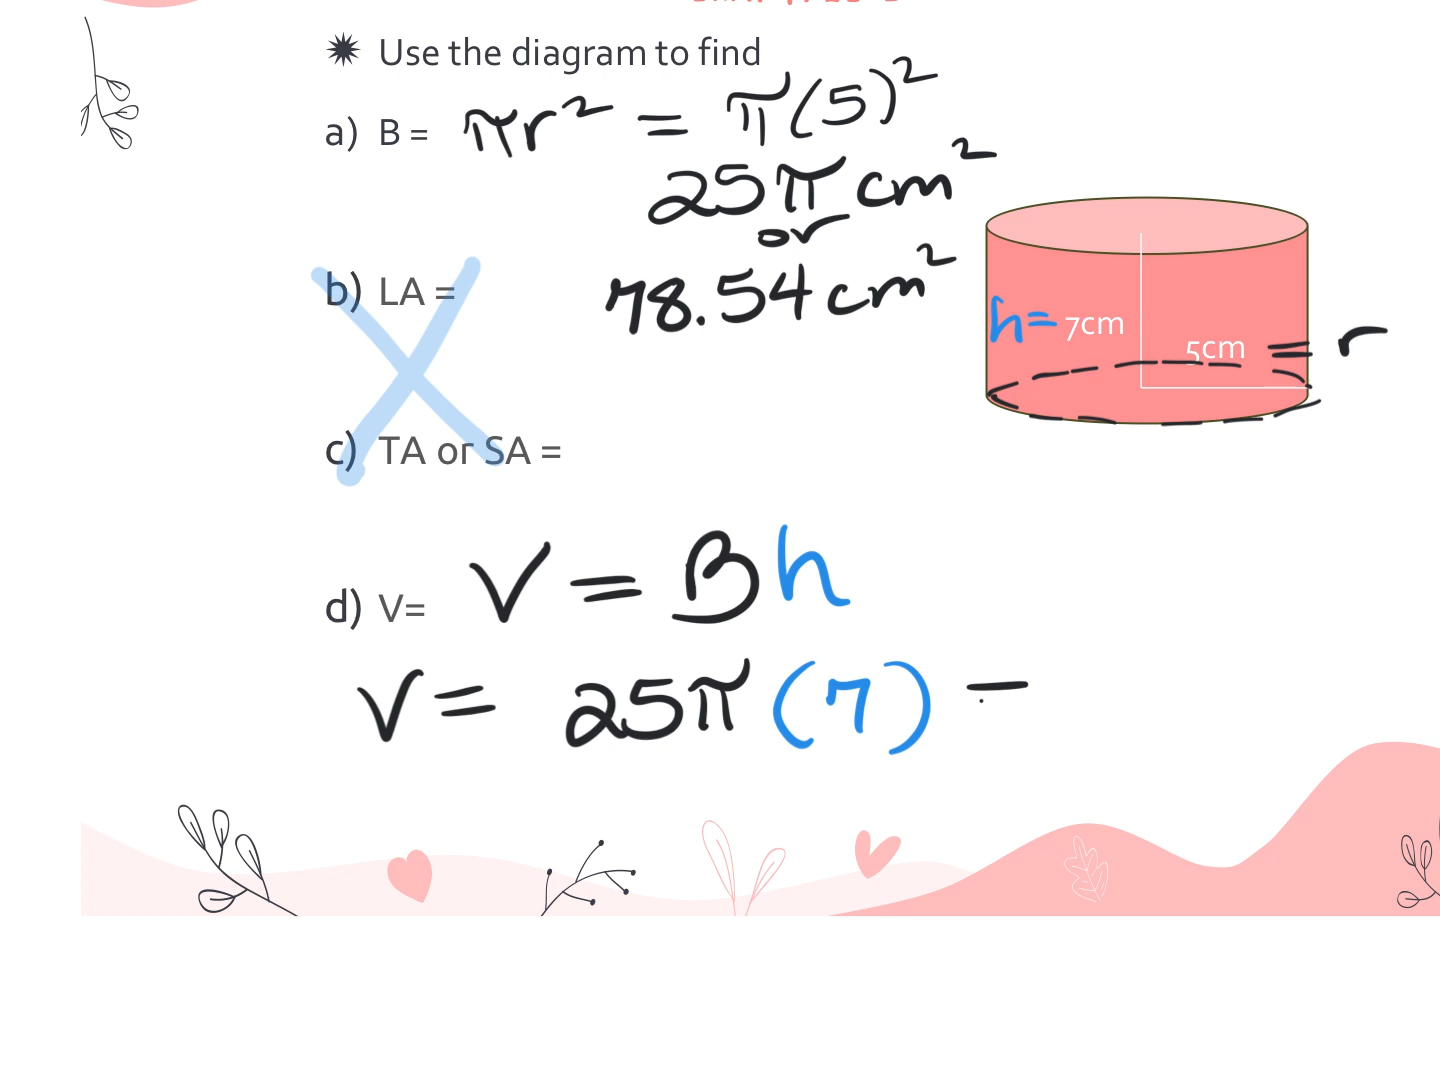 ✹ Use the diagram to find
a) B = πr² = π(5)²
25π cm²
or
78.54 cm²
b) LA =
h = 7cm
5cm = r
c) TA or SA =
d) V= V = Bh
V = 25π (7) –